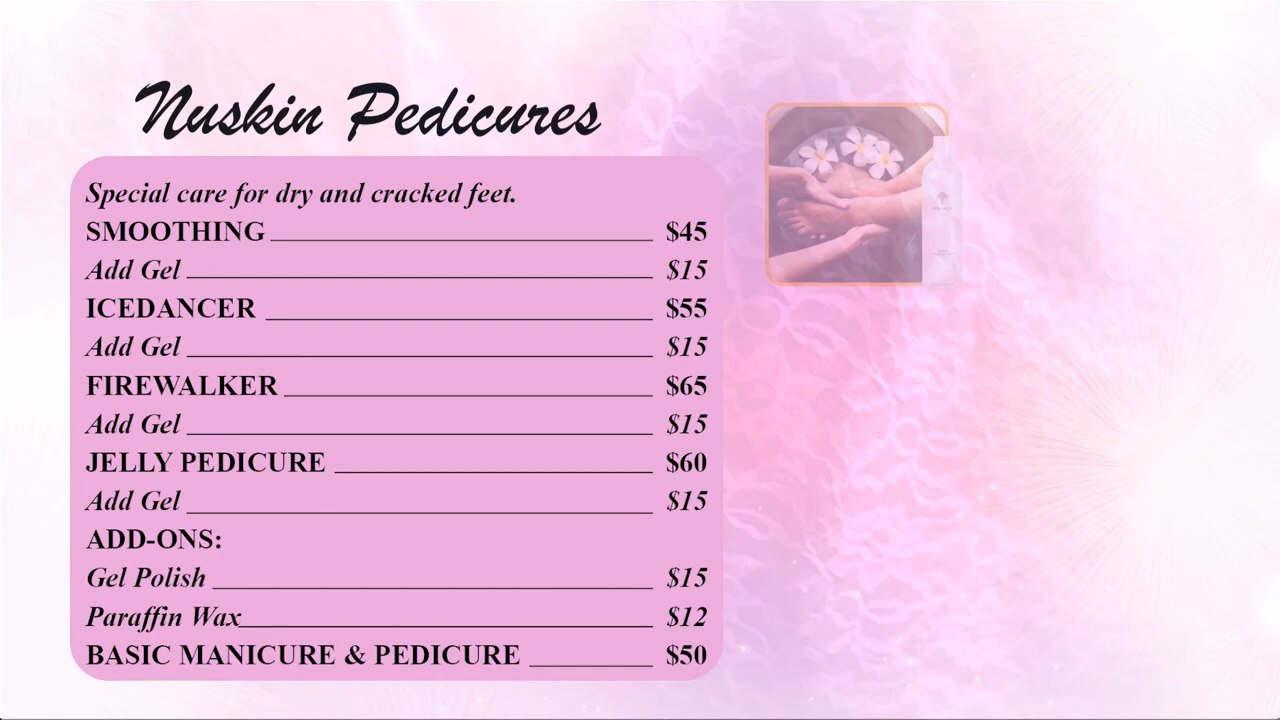 Nuskin Pedicures
Special care for dry and cracked feet.
SMOOTHING $45
Add Gel $15
ICEDANCER $55
Add Gel $15
FIREWALKER $65
Add Gel $15
JELLY PEDICURE $60
Add Gel $15
ADD-ONS:
Gel Polish $15
Paraffin Wax $12
BASIC MANICURE & PEDICURE $50